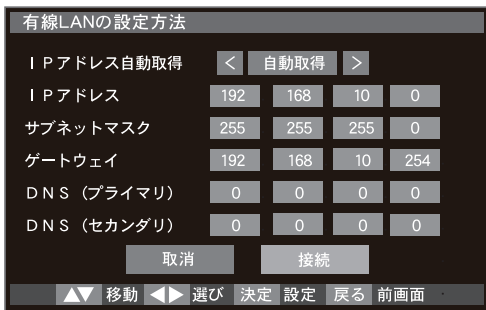 有線LANの設定方法
IPアドレス自動取得 < 自動取得 >
IPアドレス 192 168 10 0
サブネットマスク 255 255 255 0
ゲートウェイ 192 168 10 254
DNS(プライマリ) 0 0 0 0
DNS(セカンダリ) 0 0 0 0
取消 接続
▲▼ 移動 ◀▶ 選び 決定 設定 戻る 前画面